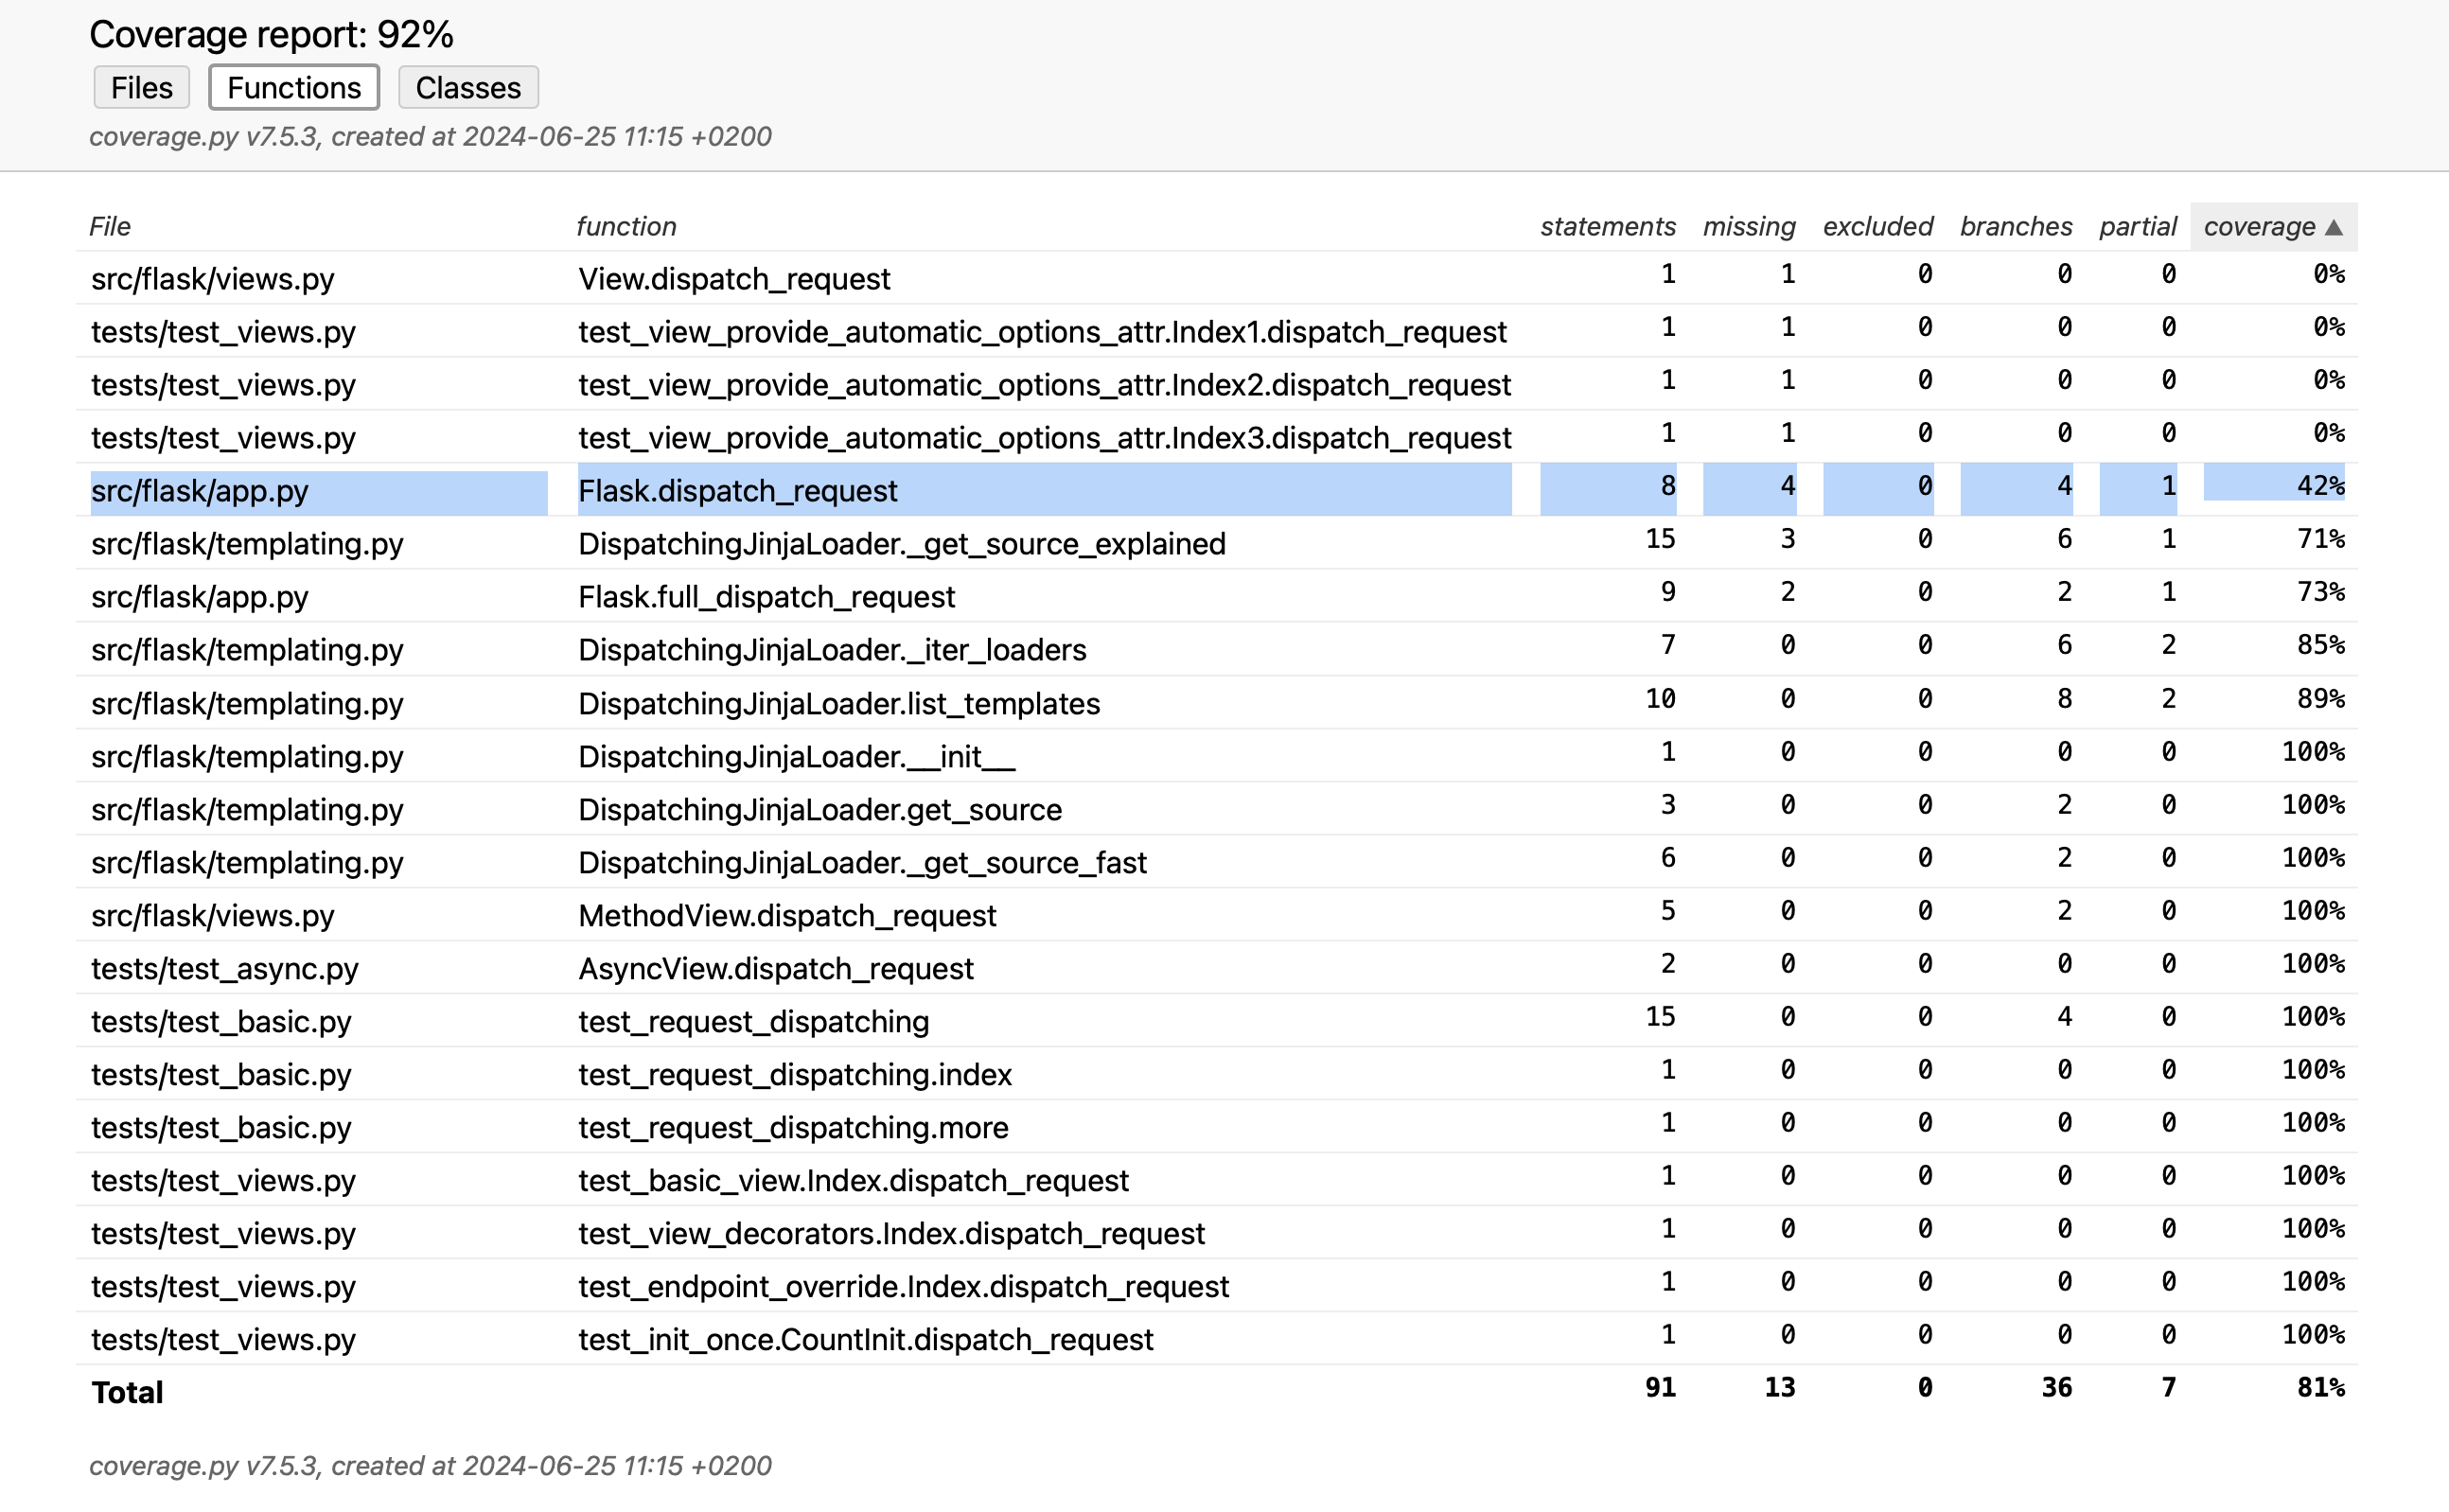 Coverage report: 92%
Files Functions Classes
coverage.py v7.5.3, created at 2024-06-25 11:15 +0200
File function statements missing excluded branches partial coverage ▲
src/flask/views.py View.dispatch_request 1 1 0 0 0 0%
tests/test_views.py test_view_provide_automatic_options_attr.Index1.dispatch_request 1 1 0 0 0 0%
tests/test_views.py test_view_provide_automatic_options_attr.Index2.dispatch_request 1 1 0 0 0 0%
tests/test_views.py test_view_provide_automatic_options_attr.Index3.dispatch_request 1 1 0 0 0 0%
src/flask/app.py Flask.dispatch_request 8 4 0 4 1 42%
src/flask/templating.py DispatchingJinjaLoader._get_source_explained 15 3 0 6 1 71%
src/flask/app.py Flask.full_dispatch_request 9 2 0 2 1 73%
src/flask/templating.py DispatchingJinjaLoader._iter_loaders 7 0 0 6 2 85%
src/flask/templating.py DispatchingJinjaLoader.list_templates 10 0 0 8 2 89%
src/flask/templating.py DispatchingJinjaLoader.__init__ 1 0 0 0 0 100%
src/flask/templating.py DispatchingJinjaLoader.get_source 3 0 0 2 0 100%
src/flask/templating.py DispatchingJinjaLoader._get_source_fast 6 0 0 2 0 100%
src/flask/views.py MethodView.dispatch_request 5 0 0 2 0 100%
tests/test_async.py AsyncView.dispatch_request 2 0 0 0 0 100%
tests/test_basic.py test_request_dispatching 15 0 0 4 0 100%
tests/test_basic.py test_request_dispatching.index 1 0 0 0 0 100%
tests/test_basic.py test_request_dispatching.more 1 0 0 0 0 100%
tests/test_views.py test_basic_view.Index.dispatch_request 1 0 0 0 0 100%
tests/test_views.py test_view_decorators.Index.dispatch_request 1 0 0 0 0 100%
tests/test_views.py test_endpoint_override.Index.dispatch_request 1 0 0 0 0 100%
tests/test_views.py test_init_once.CountInit.dispatch_request 1 0 0 0 0 100%
Total 91 13 0 36 7 81%
coverage.py v7.5.3, created at 2024-06-25 11:15 +0200